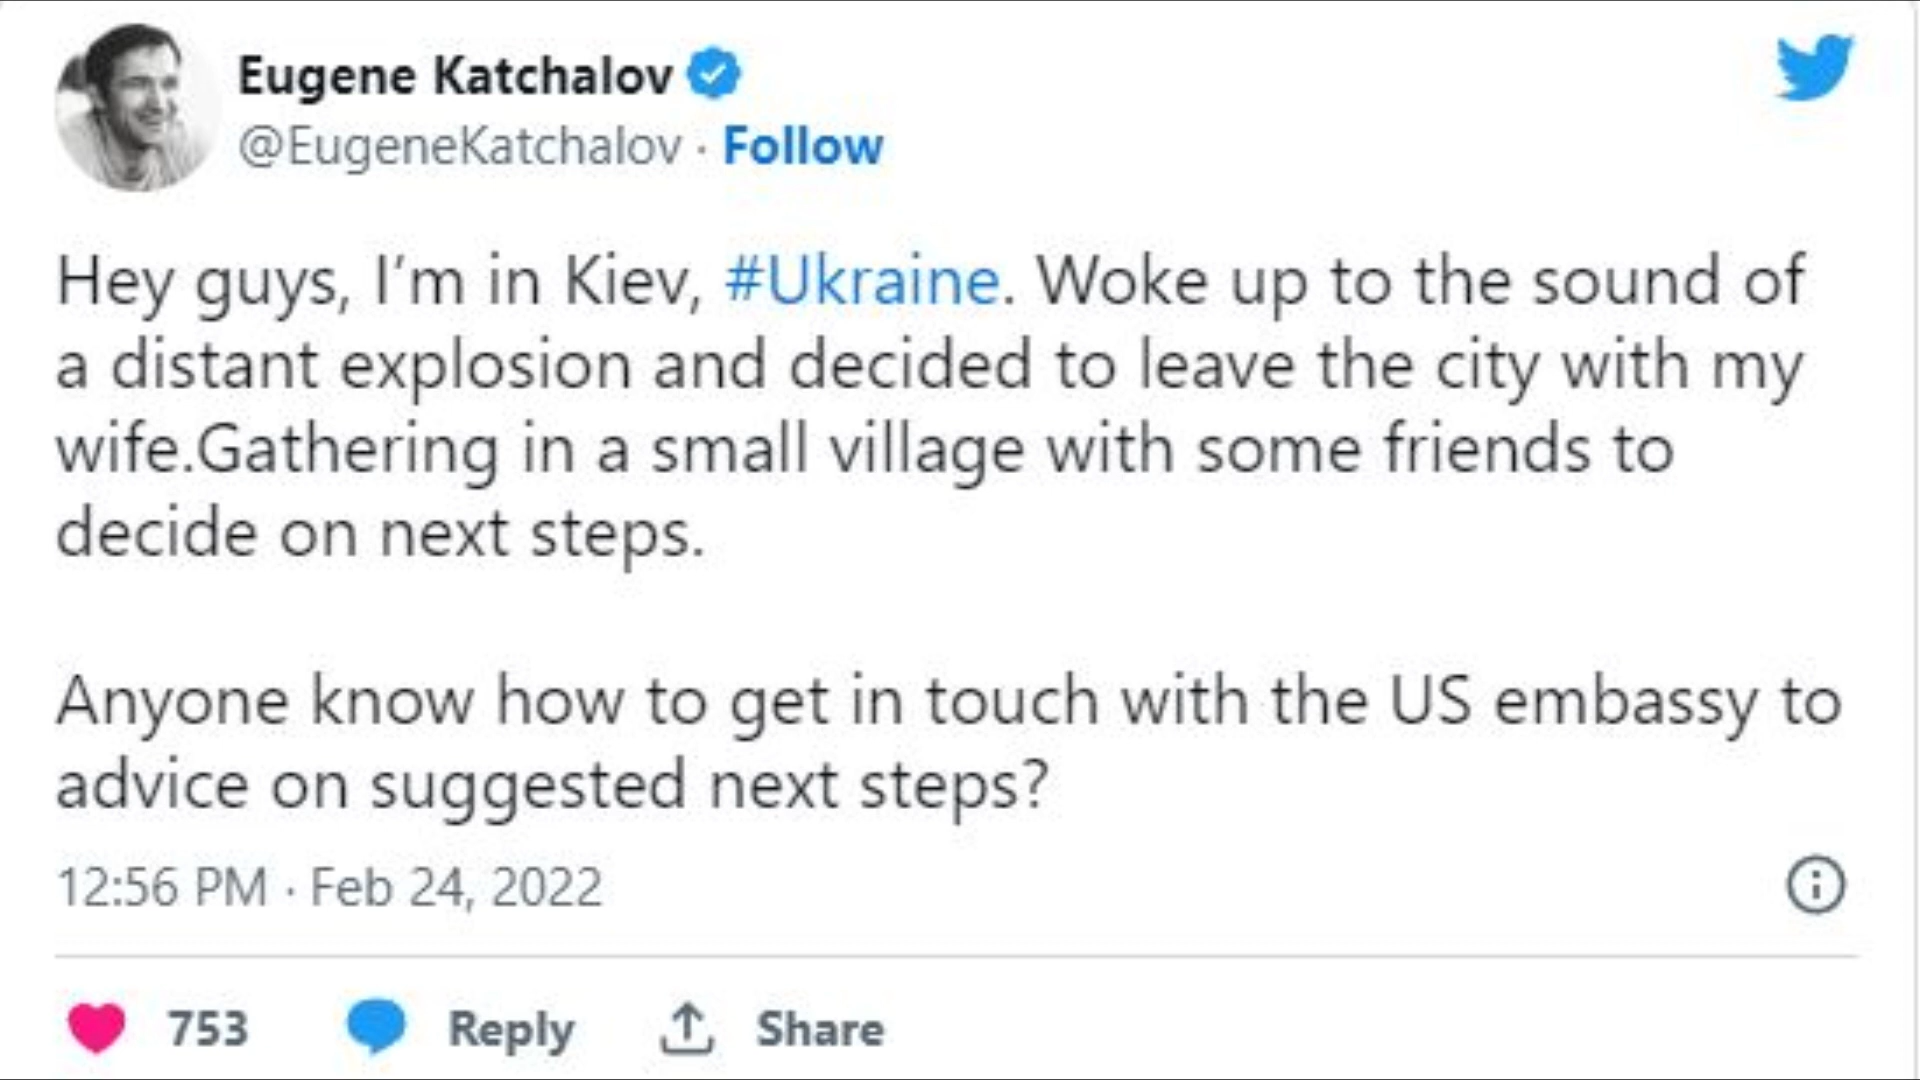 Eugene Katchalov
@EugeneKatchalov · Follow
Hey guys, I’m in Kiev, #Ukraine. Woke up to the sound of
a distant explosion and decided to leave the city with my
wife.Gathering in a small village with some friends to
decide on next steps.
Anyone know how to get in touch with the US embassy to
advice on suggested next steps?
12:56 PM · Feb 24, 2022
753 Reply Share